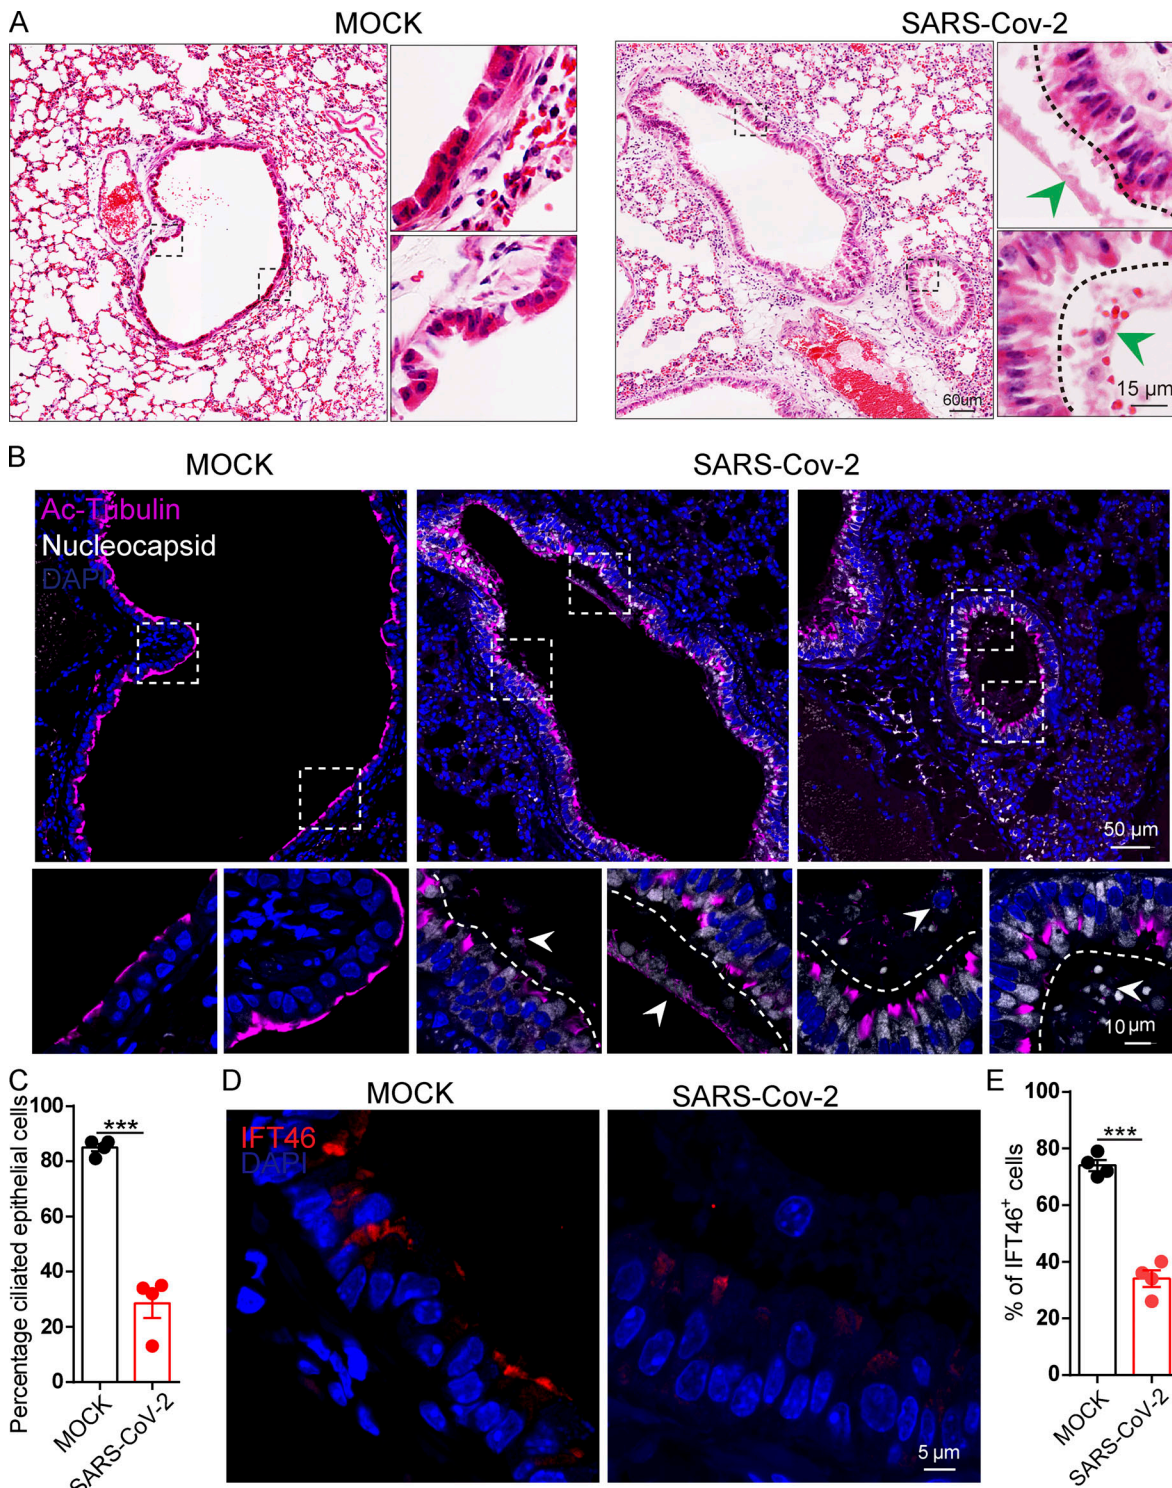 A
MOCK
SARS-Cov-2
60um
15 µm
B
MOCK
SARS-Cov-2
Ac-Tubulin
Nucleocapsid
DAPI
50 µm
10 µm
C
Percentage ciliated epithelial cells
100
80
60
40
20
0
***
MOCK
SARS-CoV-2
D
MOCK
SARS-Cov-2
IFT46
DAPI
5 µm
E
% of IFT46⁺ cells
100
80
60
40
20
0
***
MOCK
SARS-CoV-2